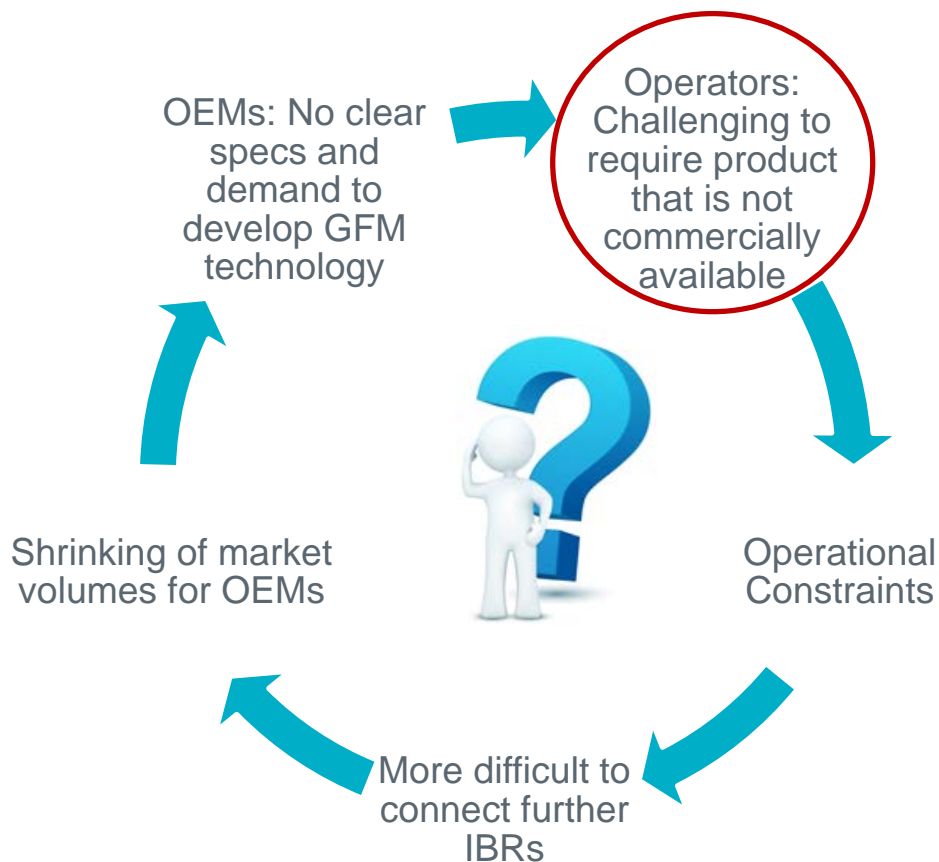 OEMs: No clear
specs and
demand to
develop GFM
technology
Operators:
Challenging to
require product
that is not
commercially
available
Operational
Constraints
More difficult to
connect further
IBRs
Shrinking of market
volumes for OEMs